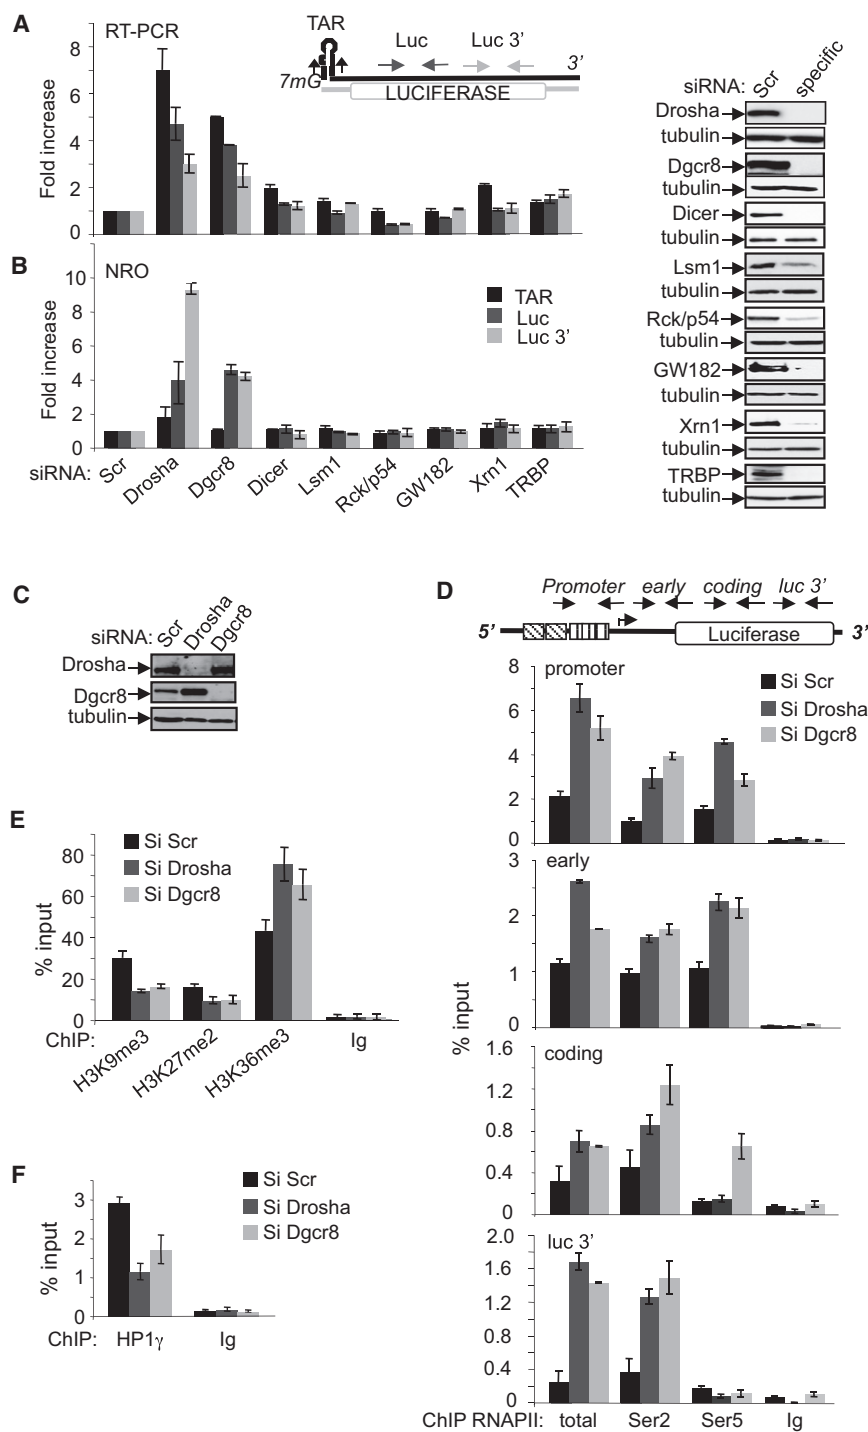 A
RT-PCR
TAR
Luc
Luc 3’
3’
7mG
LUCIFERASE
Fold increase
8
6
4
2
0
B
NRO
TAR
Luc
Luc 3’
Fold increase
10
8
6
4
2
0
siRNA:
Scr
Drosha
Dgcr8
Dicer
Lsm1
Rck/p54
GW182
Xrn1
TRBP
siRNA:
Scr
specific
Drosha
tubulin
Dgcr8
tubulin
Dicer
tubulin
Lsm1
tubulin
Rck/p54
tubulin
GW182
tubulin
Xrn1
tubulin
TRBP
tubulin
C
siRNA:
Scr
Drosha
Dgcr8
Drosha
Dgcr8
tubulin
D
Promoter
early
coding
luc 3’
5’
Luciferase
3’
promoter
Si Scr
Si Drosha
Si Dgcr8
8
6
4
2
0
early
3
2
1
0
% input
coding
1.6
1.2
0.8
0.4
0
luc 3’
2.0
1.6
1.2
0.8
0.4
0
ChIP RNAPII:
total
Ser2
Ser5
Ig
E
Si Scr
Si Drosha
Si Dgcr8
% input
80
60
40
20
0
ChIP:
H3K9me3
H3K27me2
H3K36me3
Ig
F
Si Scr
Si Drosha
Si Dgcr8
% input
3
2
1
0
ChIP:
HP1γ
Ig